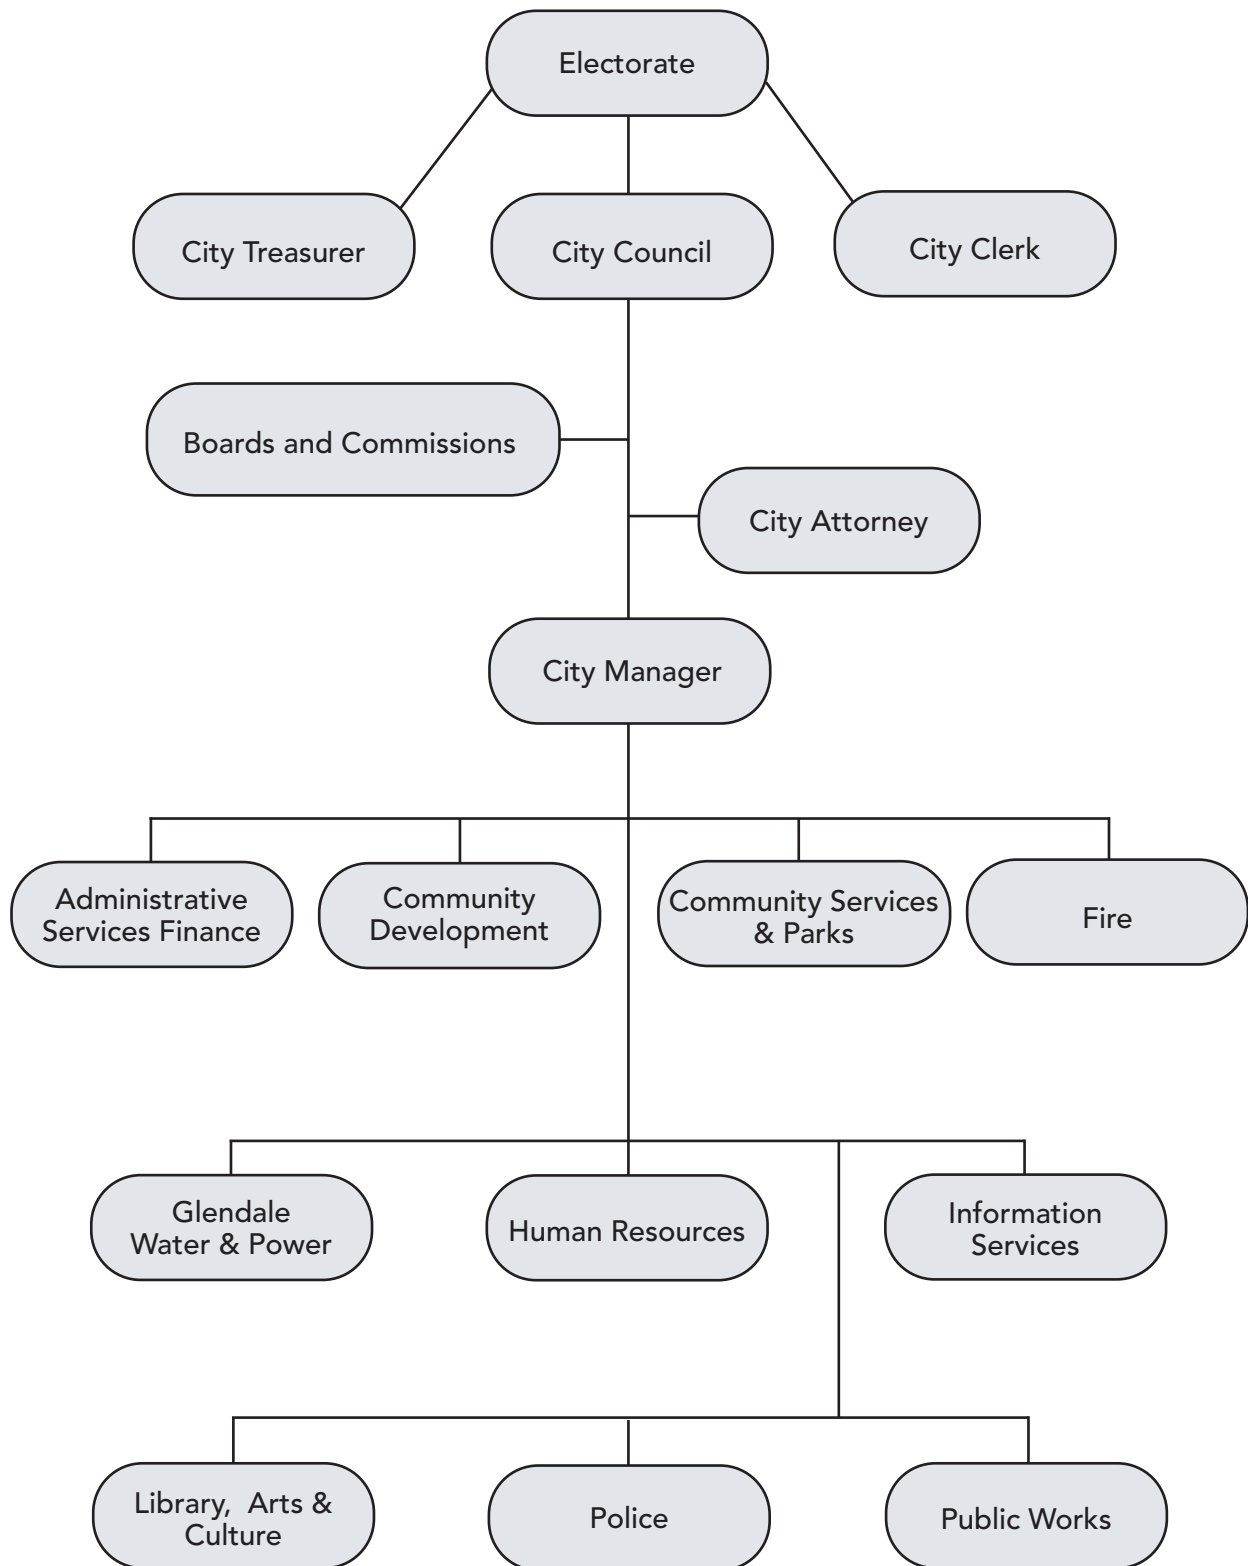 Electorate
City Treasurer
City Council
City Clerk
Boards and Commissions
City Attorney
City Manager
Administrative
Services Finance
Community
Development
Community Services
& Parks
Fire
Glendale
Water & Power
Human Resources
Information
Services
Library,  Arts &
Culture
Police
Public Works